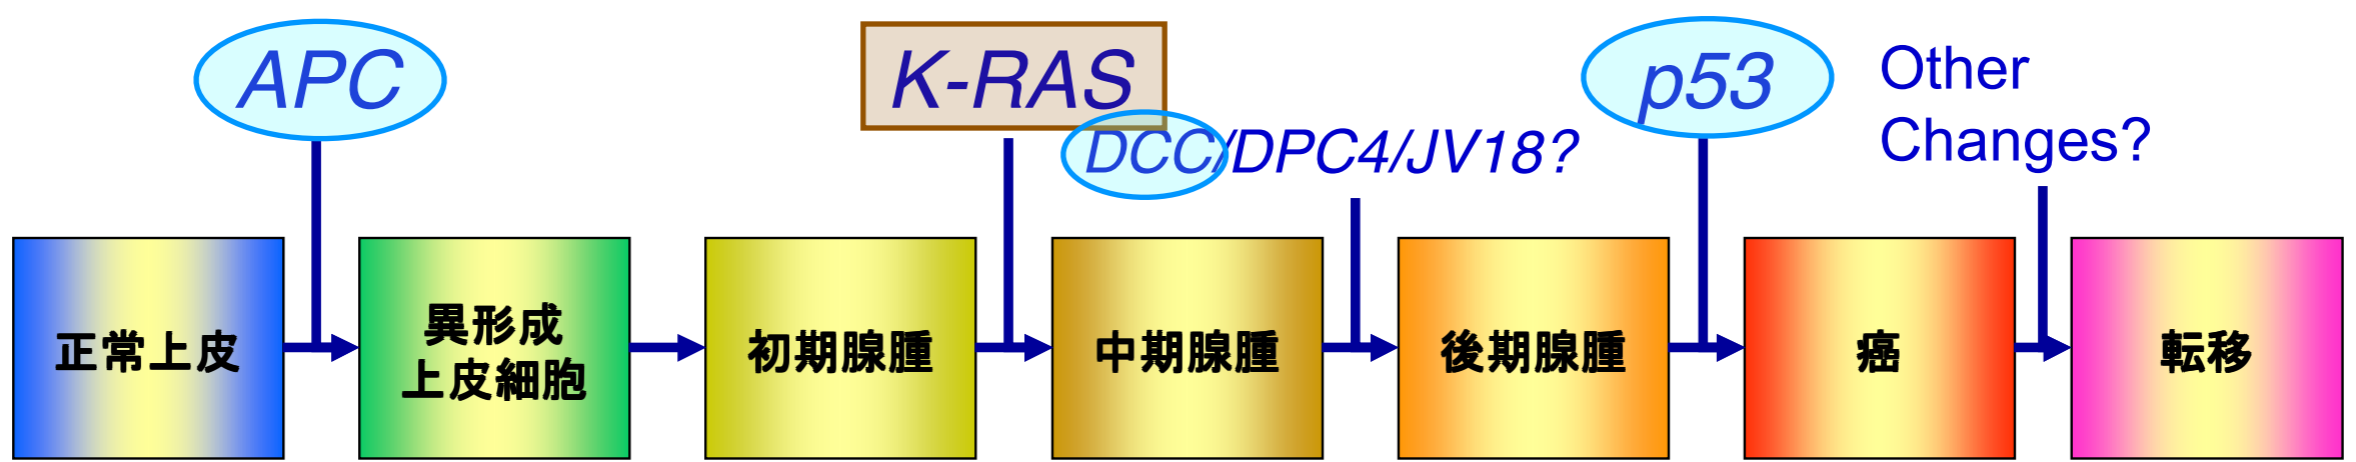 APC
K-RAS
DCC/DPC4/JV18?
p53
Other
Changes?
正常上皮
異形成
上皮細胞
初期腺腫
中期腺腫
後期腺腫
癌
転移